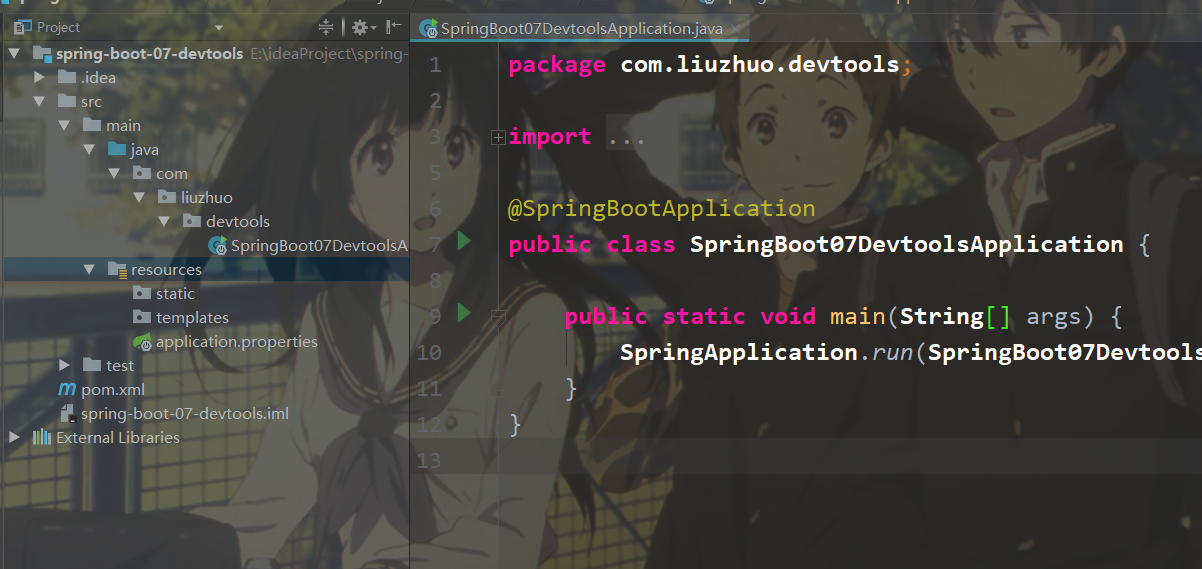 Project
spring-boot-07-devtools E:\ideaProject\spring-
.idea
src
main
java
com
liuzhuo
devtools
SpringBoot07DevtoolsA
resources
static
templates
application.properties
test
pom.xml
spring-boot-07-devtools.iml
External Libraries
SpringBoot07DevtoolsApplication.java
1 package com.liuzhuo.devtools;
2
3 import ...
5
6 @SpringBootApplication
7 public class SpringBoot07DevtoolsApplication {
8
9 public static void main(String[] args) {
10 SpringApplication.run(SpringBoot07Devtools
11 }
12 }
13